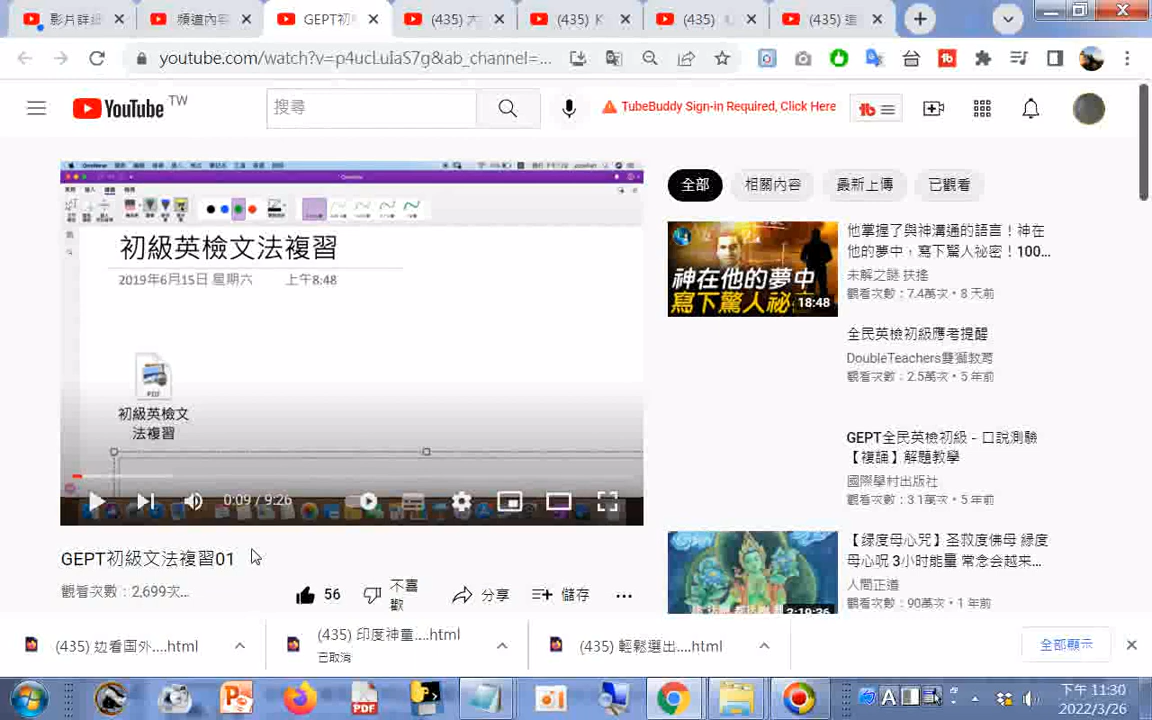 影片詳細
頻道內容
GEPT初
(435) 大
(435) K
(435)
(435) 這
youtube.com/watch?v=p4ucLuIaS7g&ab_channel=...
YouTube TW
搜尋
TubeBuddy Sign-in Required, Click Here
初級英檢文法複習
2019年6月15日 星期六 上午8:48
PDF
初級英檢文
法複習
0:09 / 9:26
GEPT初級文法複習01
觀看次數：2,699次...
56
不喜
歡
分享
儲存
全部
相關內容
最新上傳
已觀看
神在他的夢中
寫下驚人祕
18:48
他掌握了與神溝通的語言！神在
他的夢中，寫下驚人祕密！100...
未解之謎 扶搖
觀看次數：7.4萬次 • 8 天前
全民英檢初級應考提醒
DoubleTeachers雙獅教育
觀看次數：2.5萬次 • 5 年前
GEPT全民英檢初級 - 口說測驗
【複誦】解題教學
國際學村出版社
觀看次數：3.1萬次 • 5 年前
2:19:36
【绿度母心咒】圣救度佛母 綠度
母心呪 3小时能量 常念会越来...
人間正道
觀看次數：90萬次 • 1 年前
(435) 边看国外....html
(435) 印度神童....html
已取消
(435) 輕鬆選出....html
全部顯示
PDF
A
下午 11:30
2022/3/26